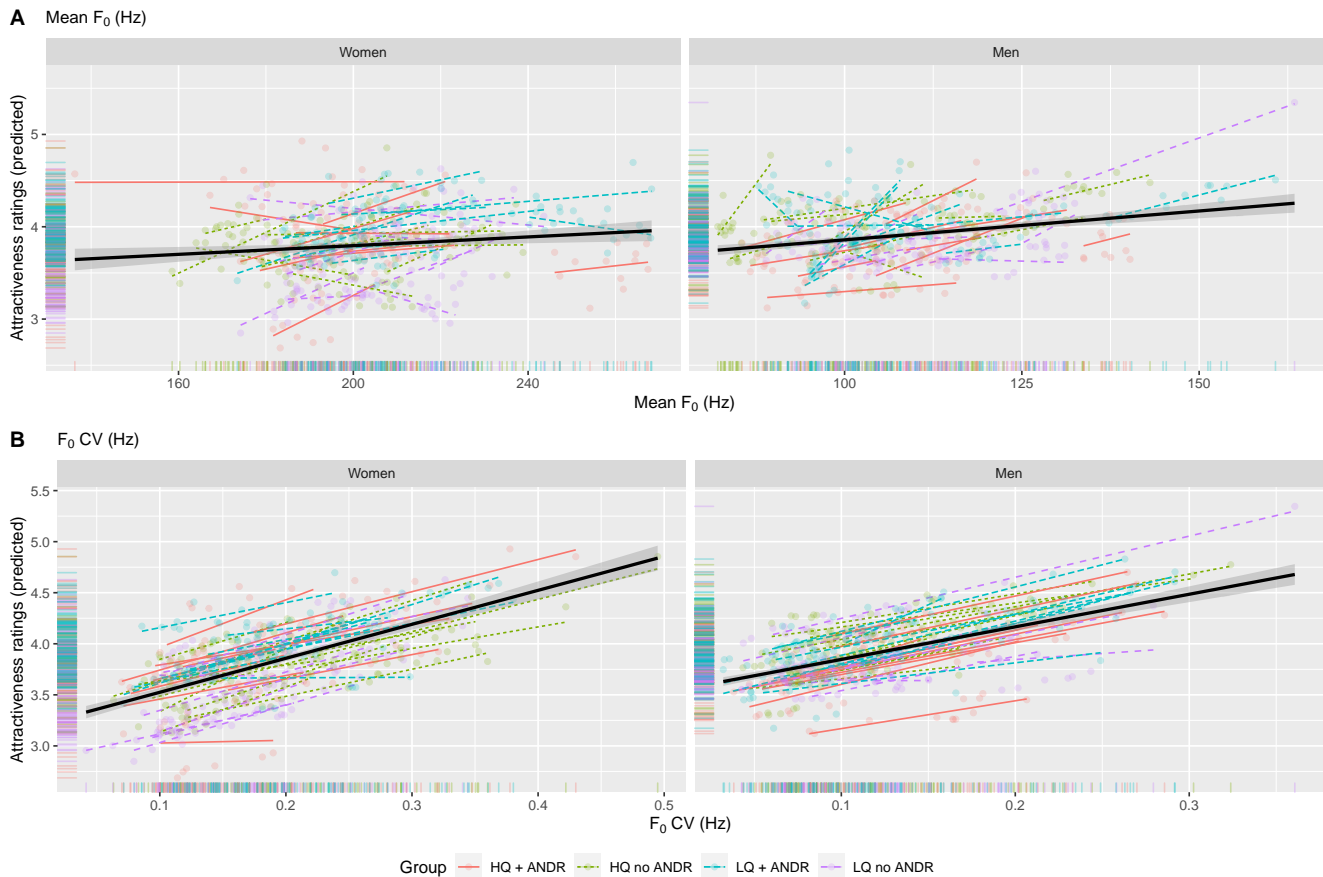 A Mean F₀ (Hz)
Women Men
Attractiveness ratings (predicted)
5
4
3
160 200 240 100 125 150
Mean F₀ (Hz)
B F₀ CV (Hz)
Women Men
Attractiveness ratings (predicted)
5.5
5.0
4.5
4.0
3.5
3.0
0.1 0.2 0.3 0.4 0.5 0.1 0.2 0.3
F₀ CV (Hz)
Group HQ + ANDR HQ no ANDR LQ + ANDR LQ no ANDR